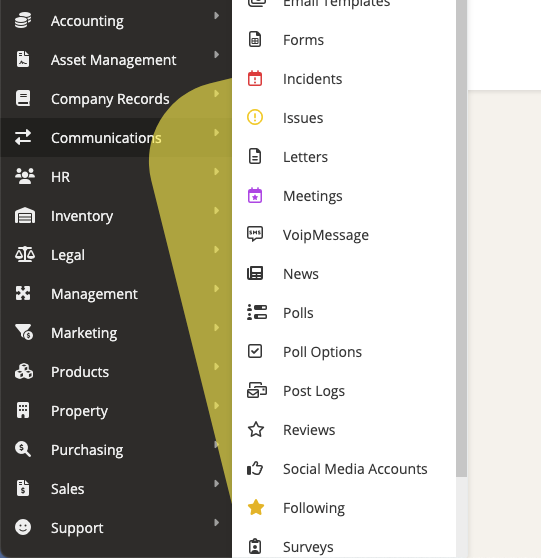 Accounting
Asset Management
Company Records
Communications
HR
Inventory
Legal
Management
Marketing
Products
Property
Purchasing
Sales
Support
Email Templates
Forms
Incidents
Issues
Letters
Meetings
SMS VoipMessage
News
Polls
Poll Options
Post Logs
Reviews
Social Media Accounts
Following
Surveys